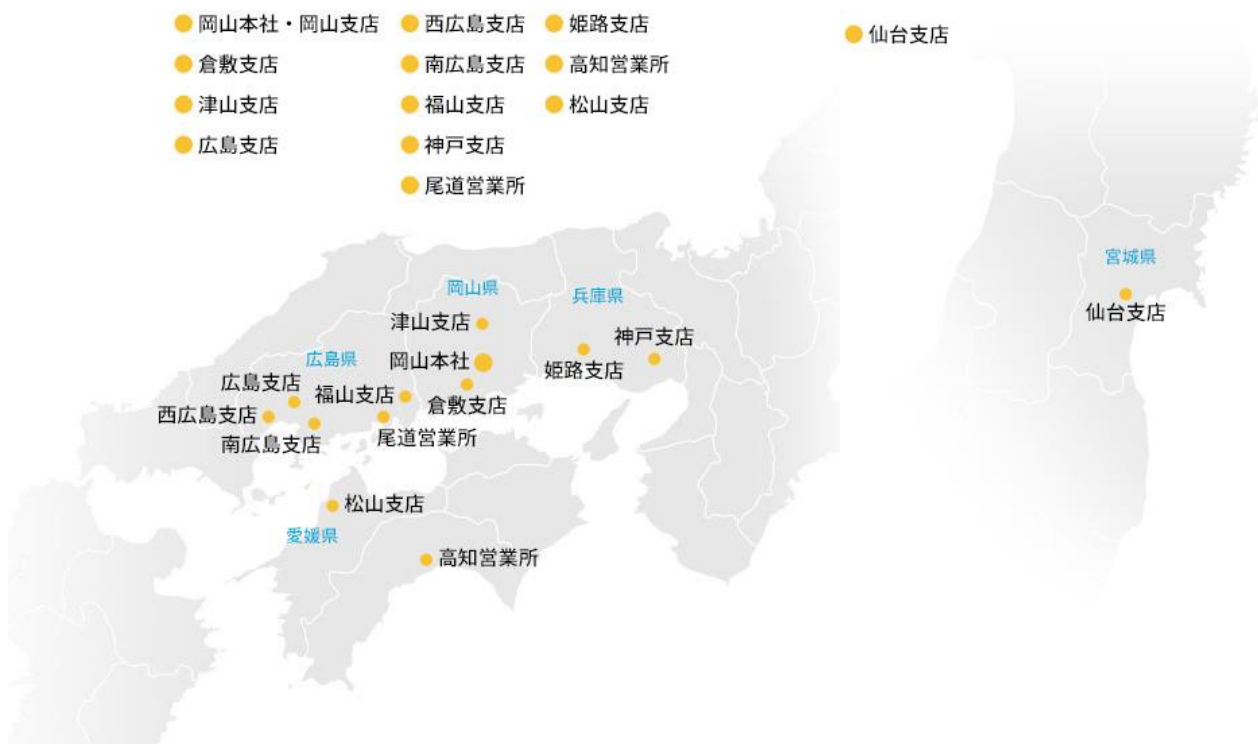 岡山本社・岡山支店
倉敷支店
津山支店
広島支店
西広島支店
南広島支店
福山支店
神戸支店
尾道営業所
姫路支店
高知営業所
松山支店
仙台支店
岡山県
兵庫県
津山支店
神戸支店
広島県
岡山本社
姫路支店
広島支店
福山支店
倉敷支店
西広島支店
南広島支店
尾道営業所
松山支店
愛媛県
高知営業所
宮城県
仙台支店